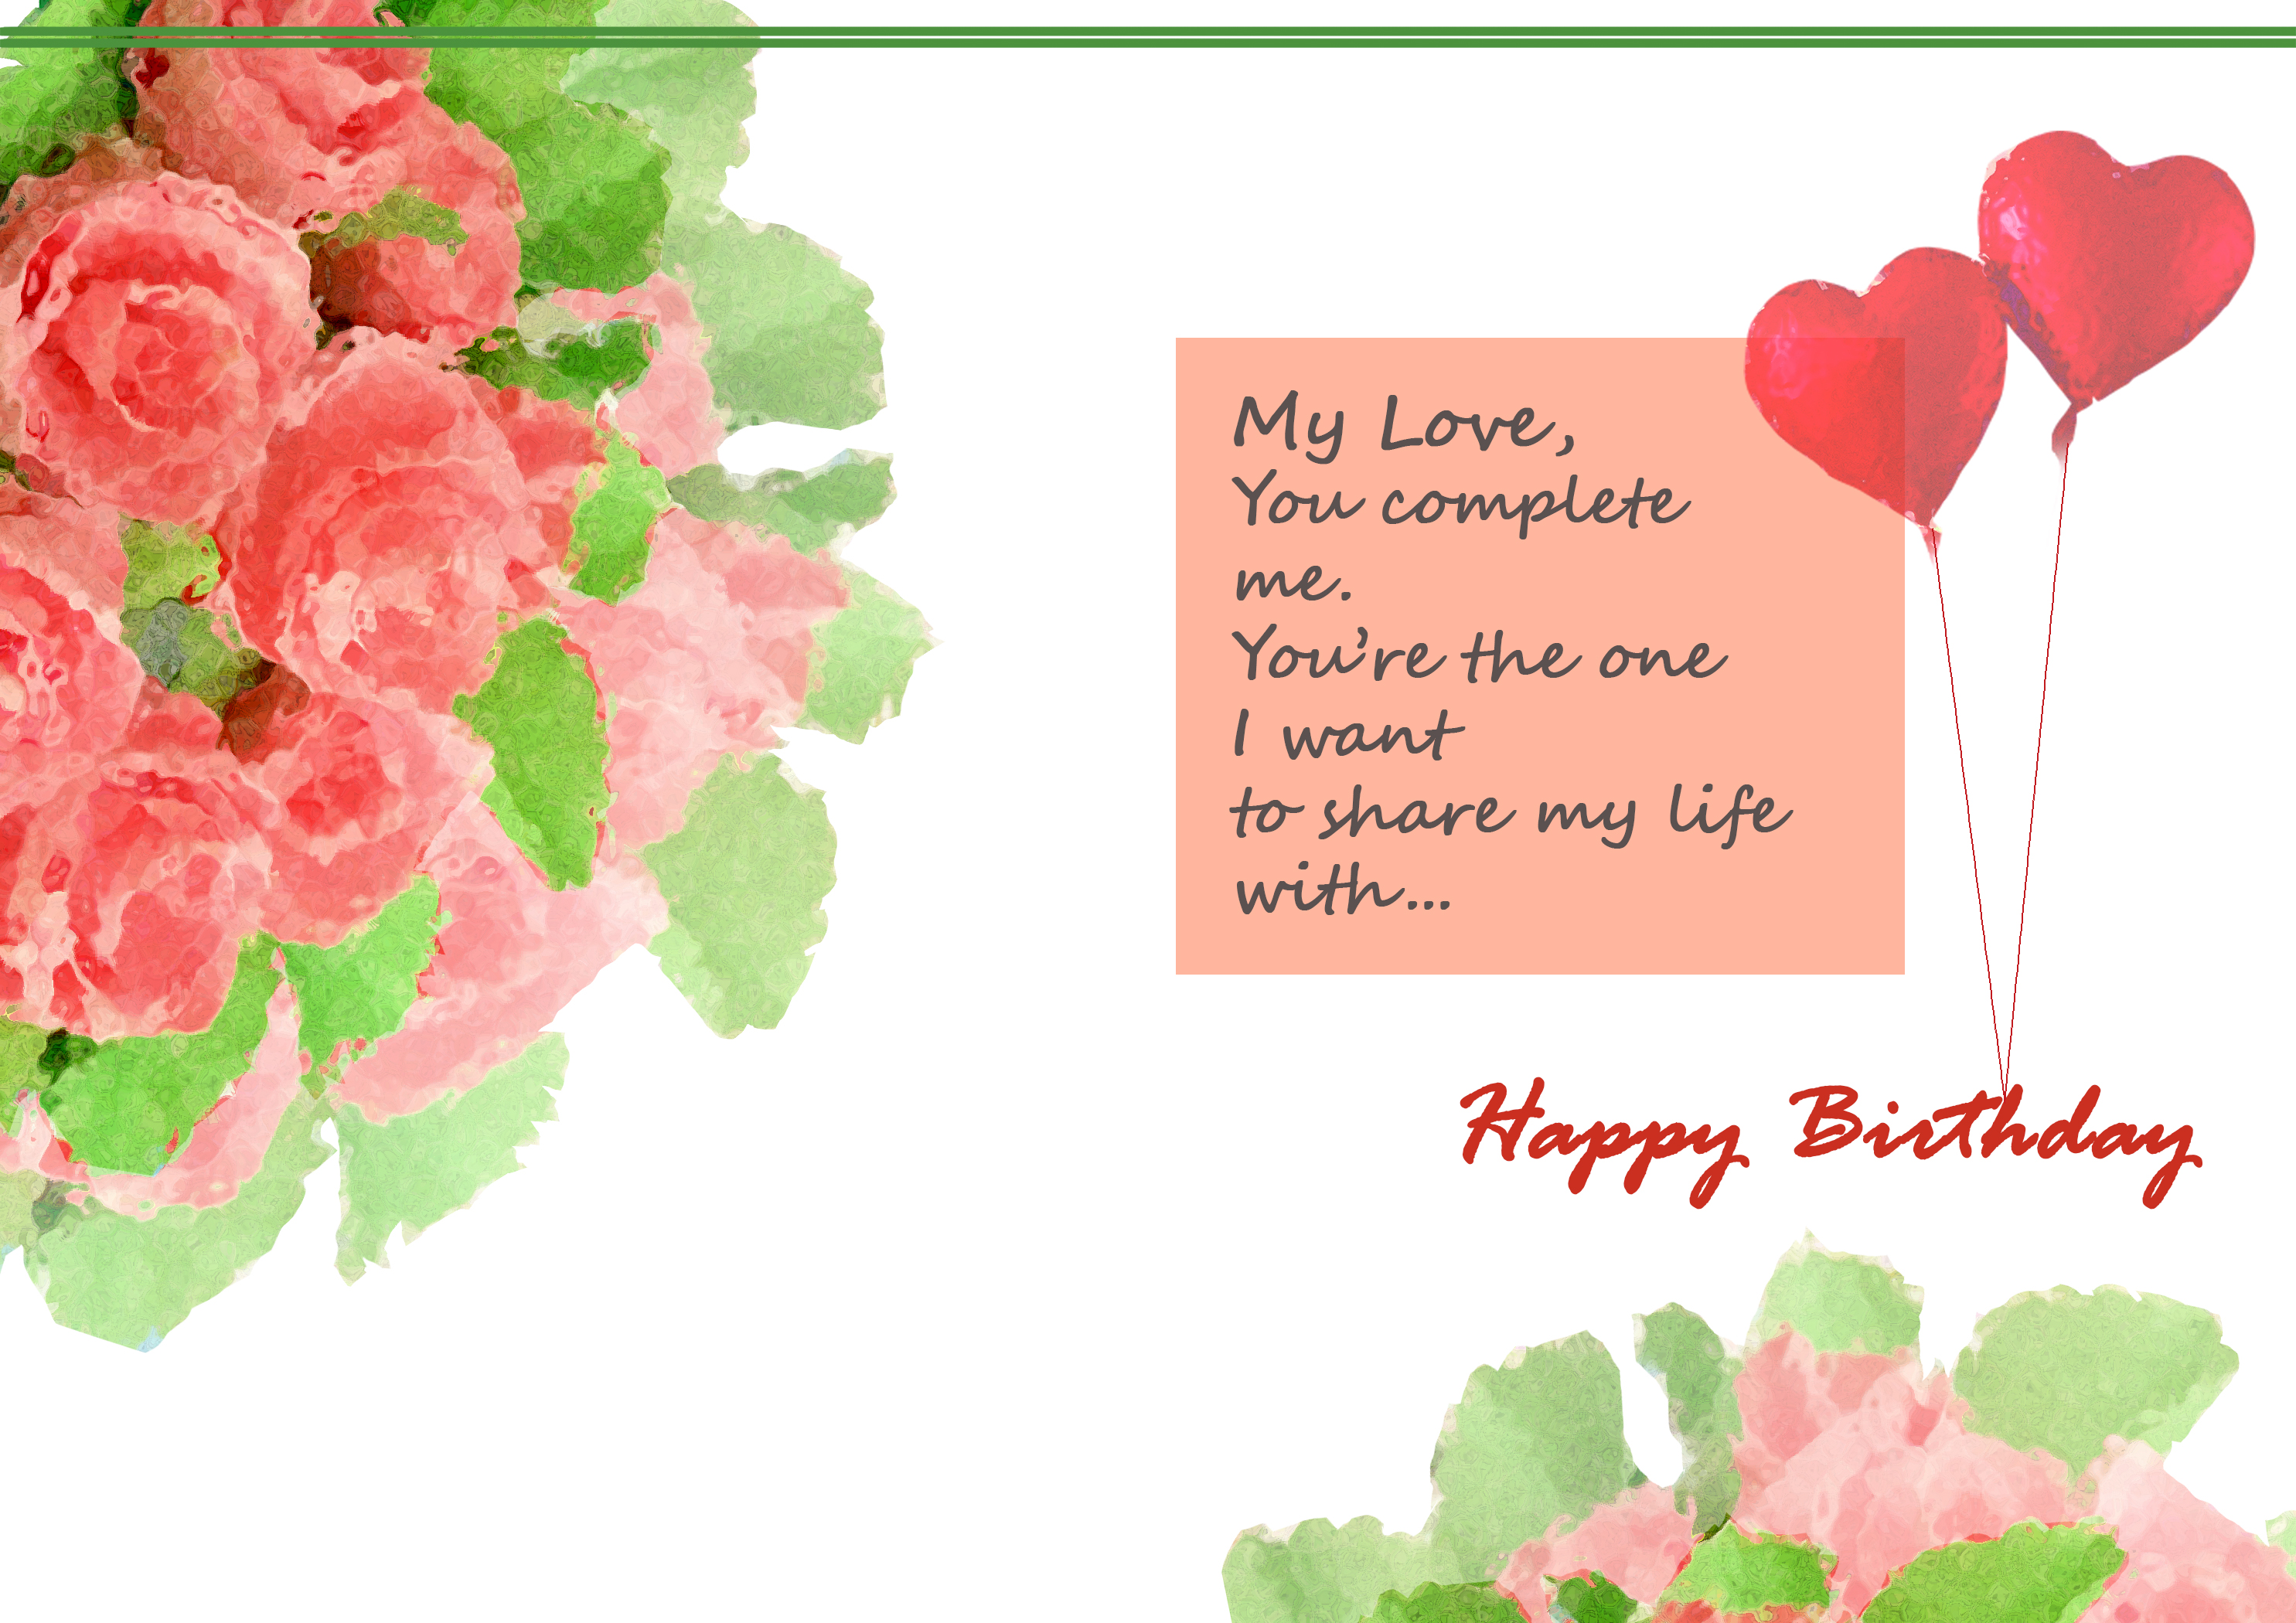 My Love,
You complete
me.
You're the one
I want
to share my life
with...
Happy Birthday